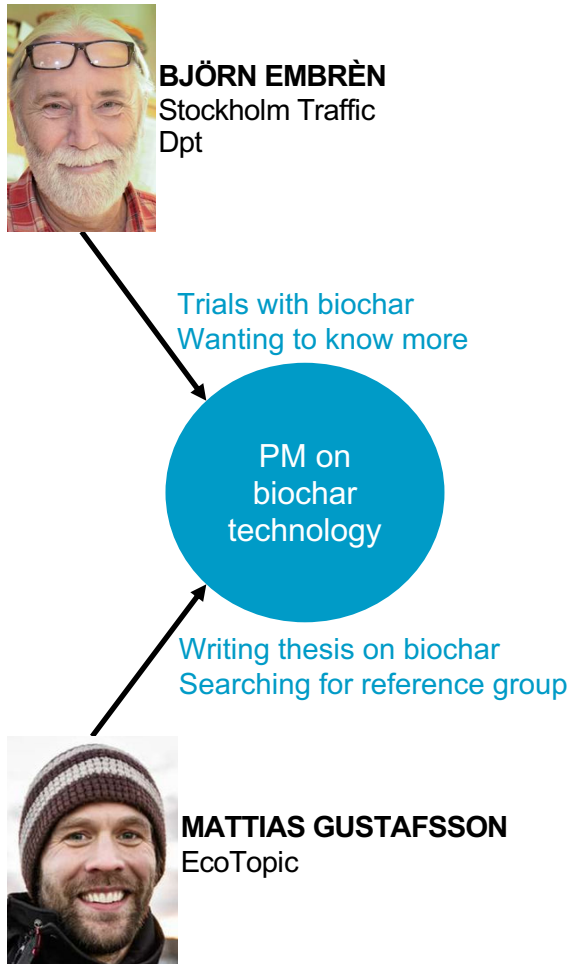 BJÖRN EMBRÈN
Stockholm Traffic
Dpt
Trials with biochar
Wanting to know more
PM on
biochar
technology
Writing thesis on biochar
Searching for reference group
MATTIAS GUSTAFSSON
EcoTopic